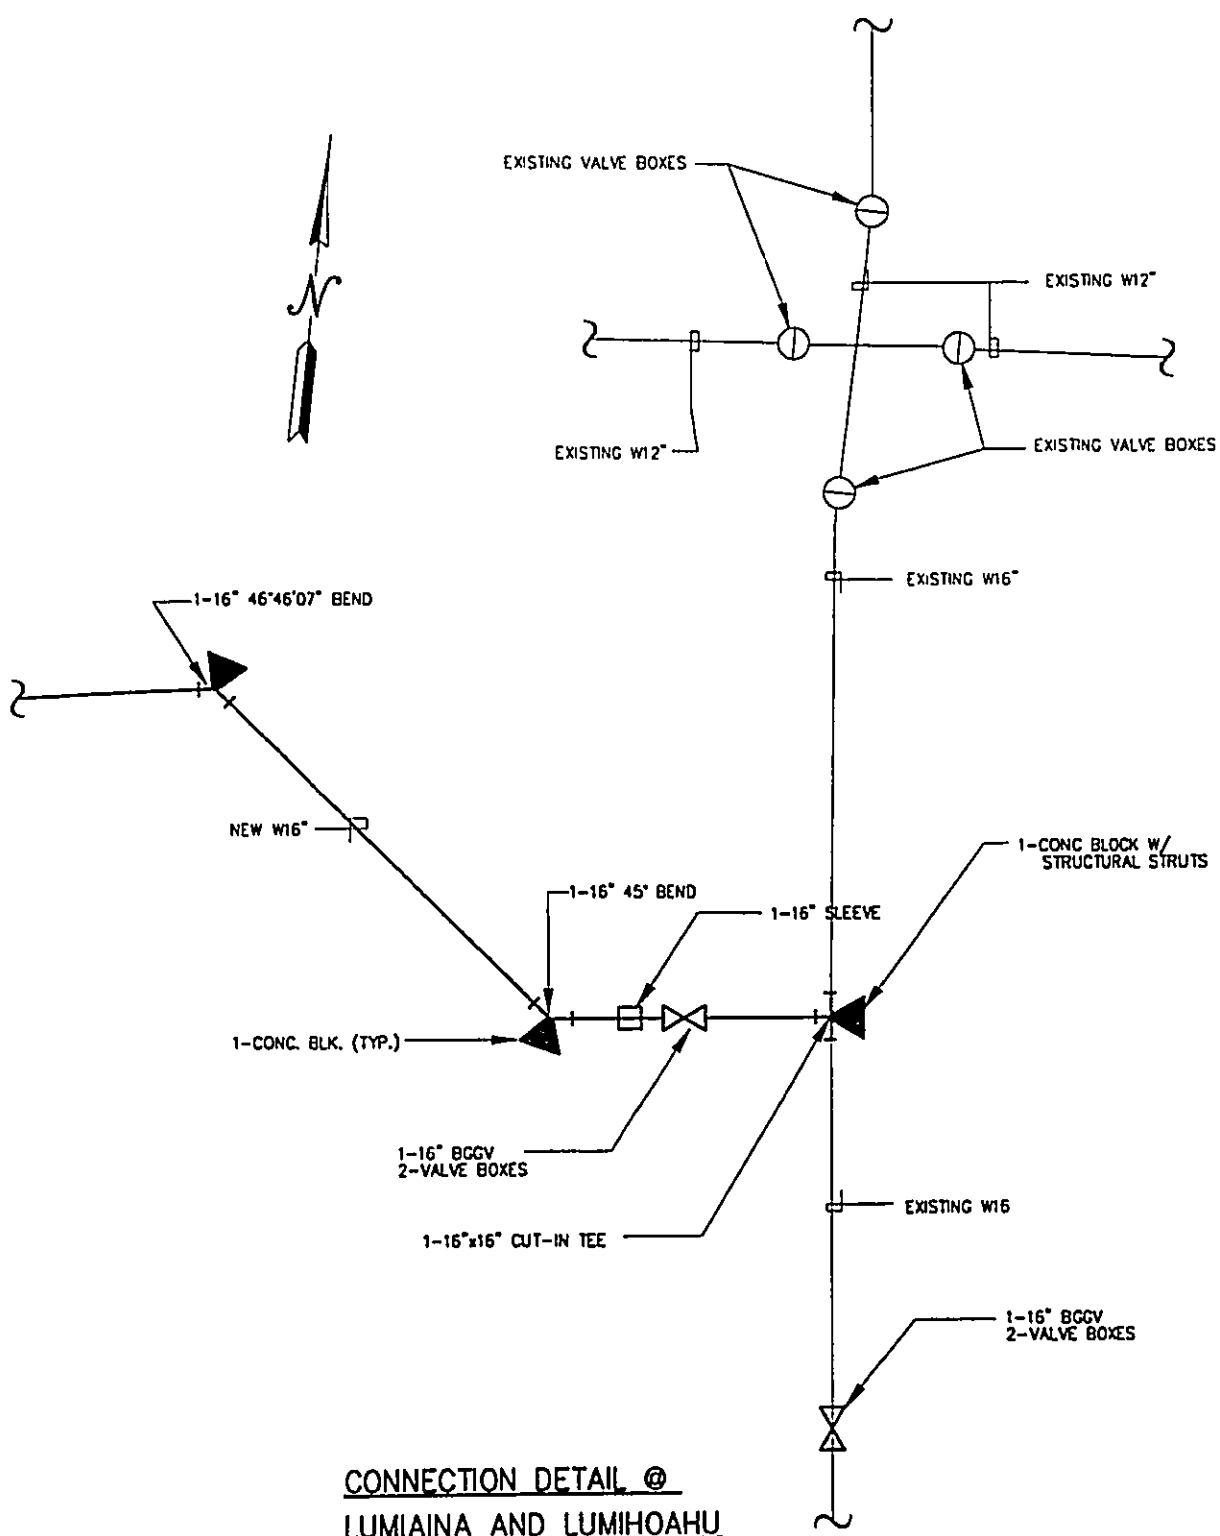 EXISTING VALVE BOXES
N
EXISTING W12"
EXISTING W12"
EXISTING VALVE BOXES
EXISTING W16"
1-16" 46°46'07" BEND
NEW W16"
1-CONC BLOCK W/
STRUCTURAL STRUTS
1-16" 45° BEND
1-16" SLEEVE
1-CONC. BLK. (TYP.)
1-16" BGGV
2-VALVE BOXES
EXISTING W16
1-16"x16" CUT-IN TEE
1-16" BGGV
2-VALVE BOXES
CONNECTION DETAIL @
LUMIAINA AND LUMIHOAHU